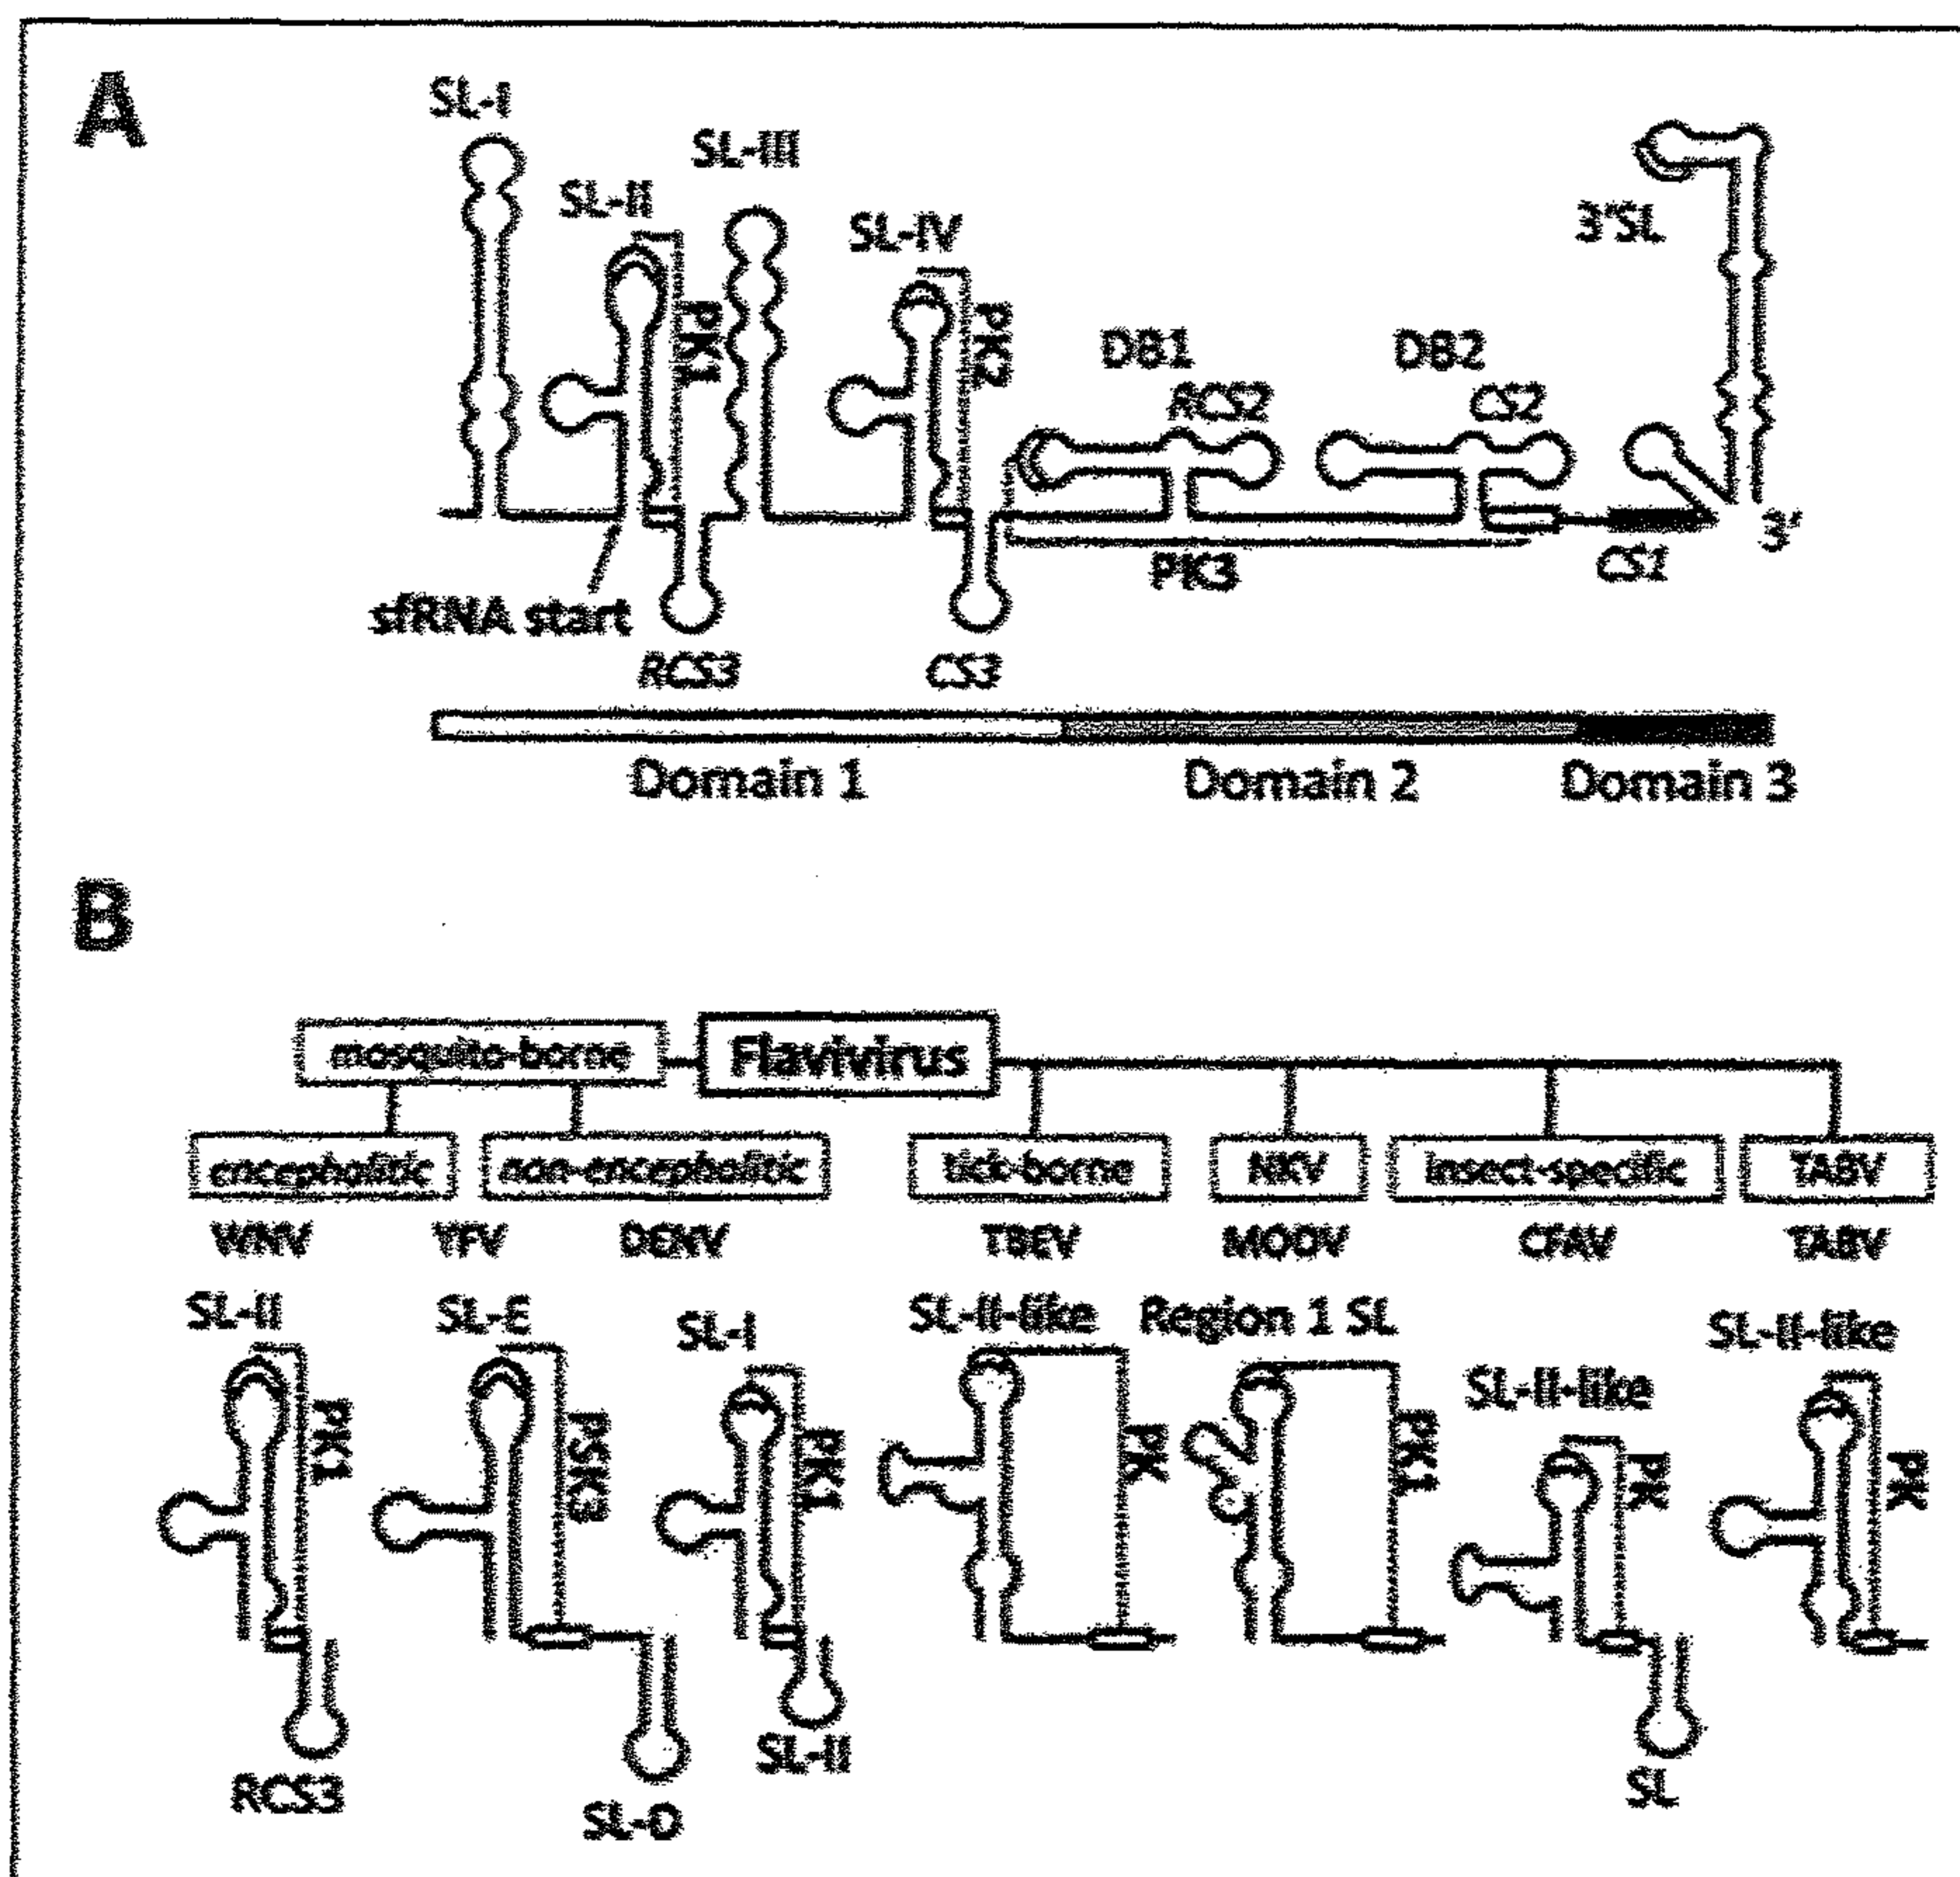 A
SL-I
SL-II
SL-III
SL-IV
3'SL
PK1
PK2
DB1
RCS2
DB2
CS2
PK3
CS1
3'
sfRNA start
RCS3
CS3
Domain 1
Domain 2
Domain 3
B
mosquito-borne
Flavivirus
encephalitic
non-encephalitic
tick-borne
NKV
insect-specific
TABV
WNV
YFV
DENV
TBEV
MODV
CFAV
TABV
SL-II
SL-E
SL-I
SL-II-like
Region 1 SL
SL-II-like
SL-II-like
PK1
PSK3
PK1
PK
PK1
PK
PK
RCS3
SL-D
SL-II
SL